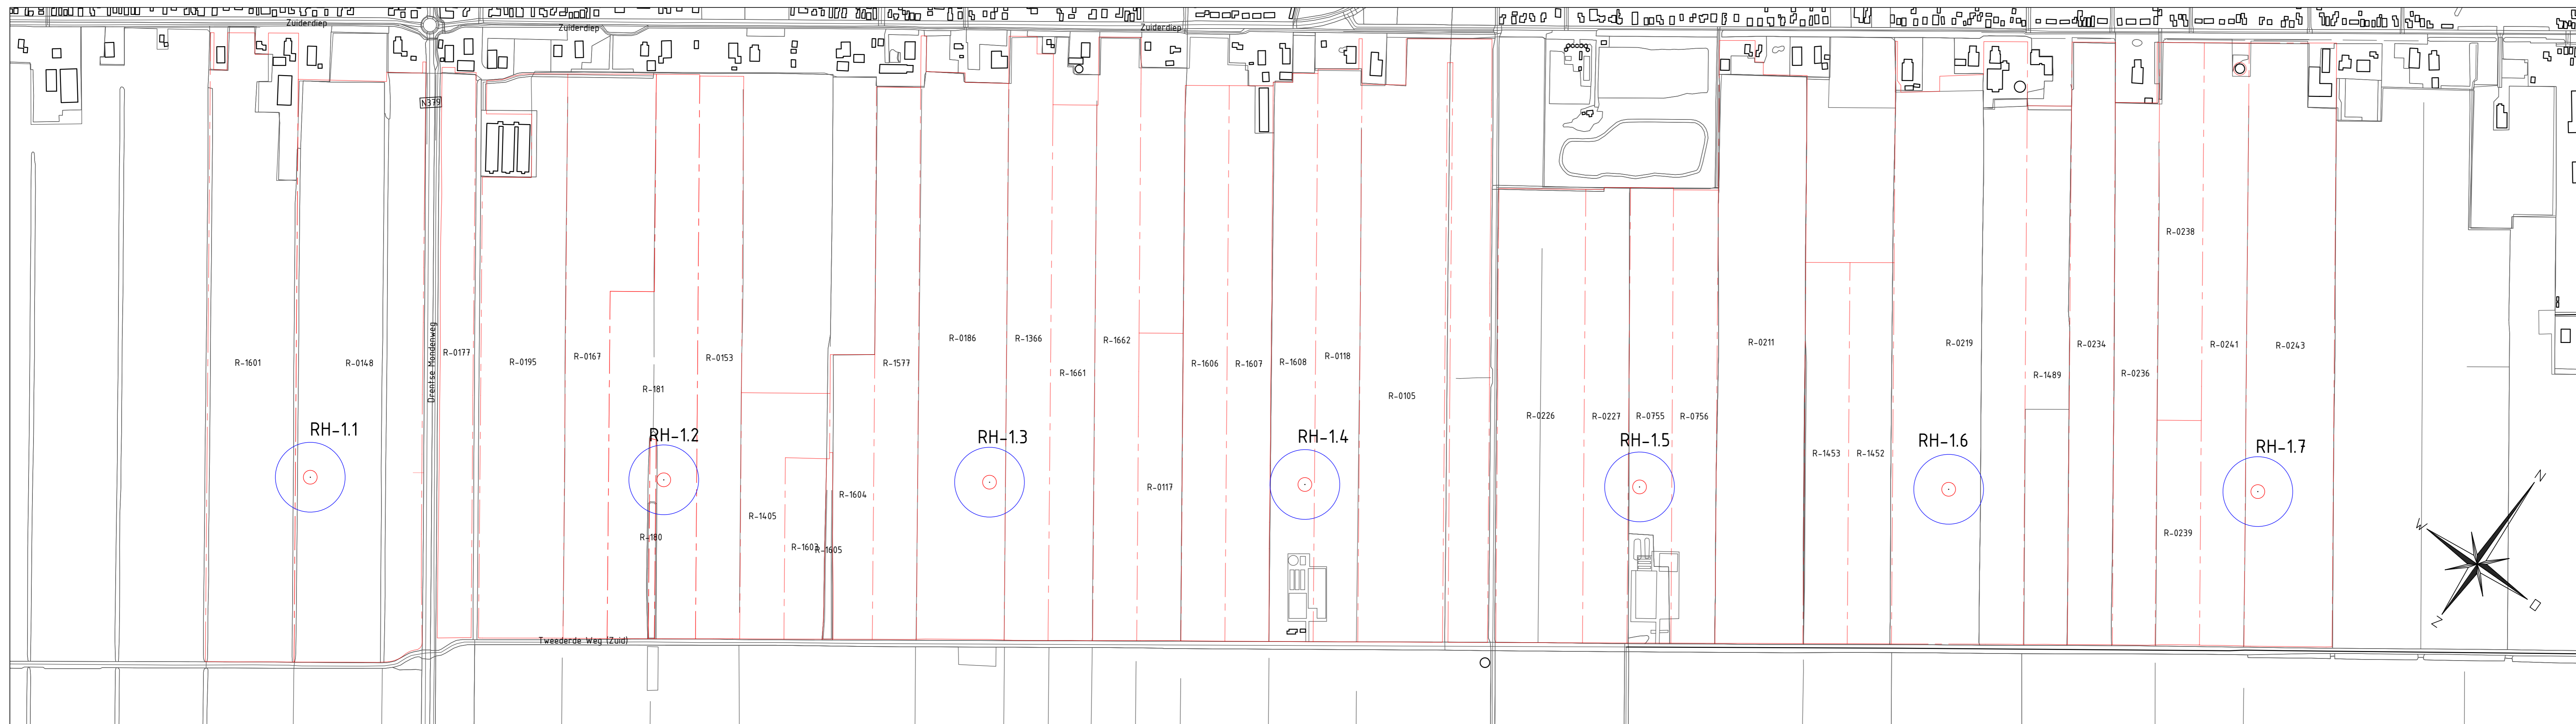 Zuiderdiep
Zuiderdiep
Zuiderdiep
N379
Drentse Mondenweg
R-0238
R-1601
R-0148
R-0177
R-0195
R-0167
R-181
R-0153
R-1577
R-0186
R-1366
R-1661
R-1662
R-1606
R-1607
R-1608
R-0118
R-0105
R-0226
R-0227
R-0755
R-0756
R-0211
R-0219
R-1489
R-0234
R-0236
R-0241
R-0243
RH-1.1
RH-1.2
RH-1.3
RH-1.4
RH-1.5
RH-1.6
RH-1.7
R-1453
R-1452
R-1604
R-0117
R-1405
R-180
R-1603
R-1605
R-0239
N
W
O
Z
Tweederde Weg (Zuid)